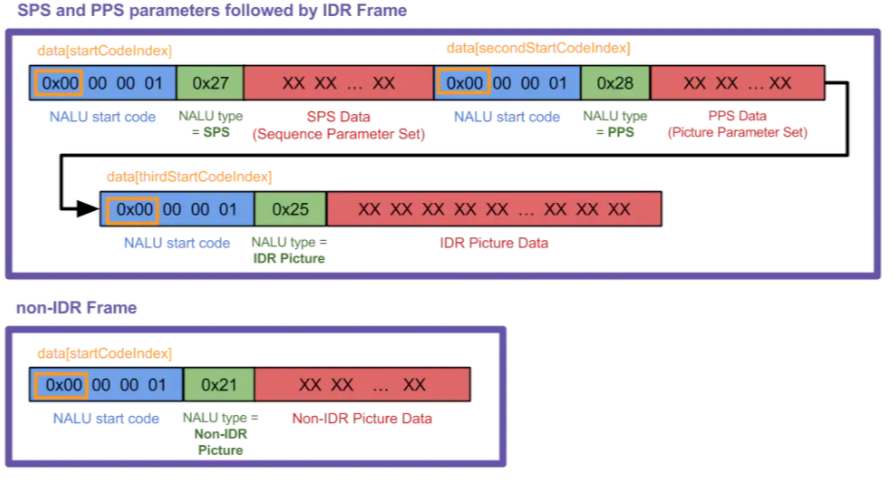 SPS and PPS parameters followed by IDR Frame
data[startCodeIndex]
data[secondStartCodeIndex]
0x00 00 00 01
0x27
XX XX ... XX
0x00 00 00 01
0x28
XX XX ... XX
NALU start code
NALU type
= SPS
SPS Data
(Sequence Parameter Set)
NALU start code
NALU type
= PPS
PPS Data
(Picture Parameter Set)
data[thirdStartCodeIndex]
0x00 00 00 01
0x25
XX XX XX XX XX ... XX XX XX
NALU start code
NALU type =
IDR Picture
IDR Picture Data
non-IDR Frame
data[startCodeIndex]
0x00 00 00 01
0x21
XX XX ... XX
NALU start code
NALU type =
Non-IDR
Picture
Non-IDR Picture Data